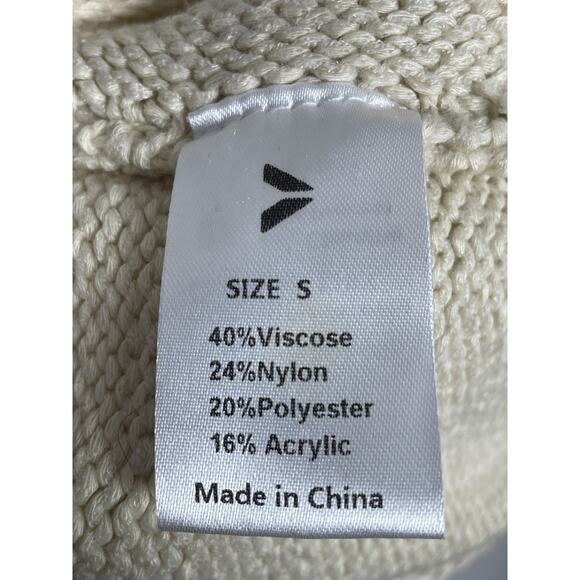 SIZE S
40%Viscose
24%Nylon
20%Polyester
16% Acrylic
Made in China